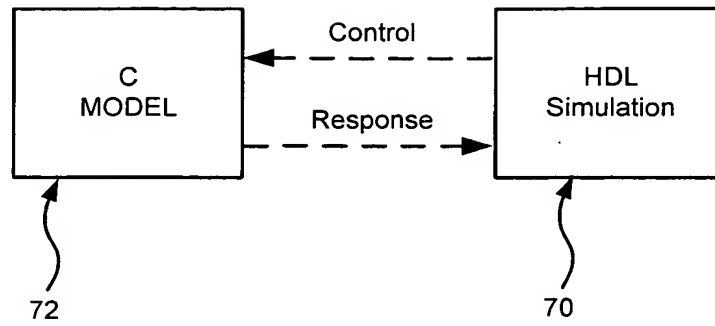 Control
C
MODEL
HDL
Simulation
Response
72
70